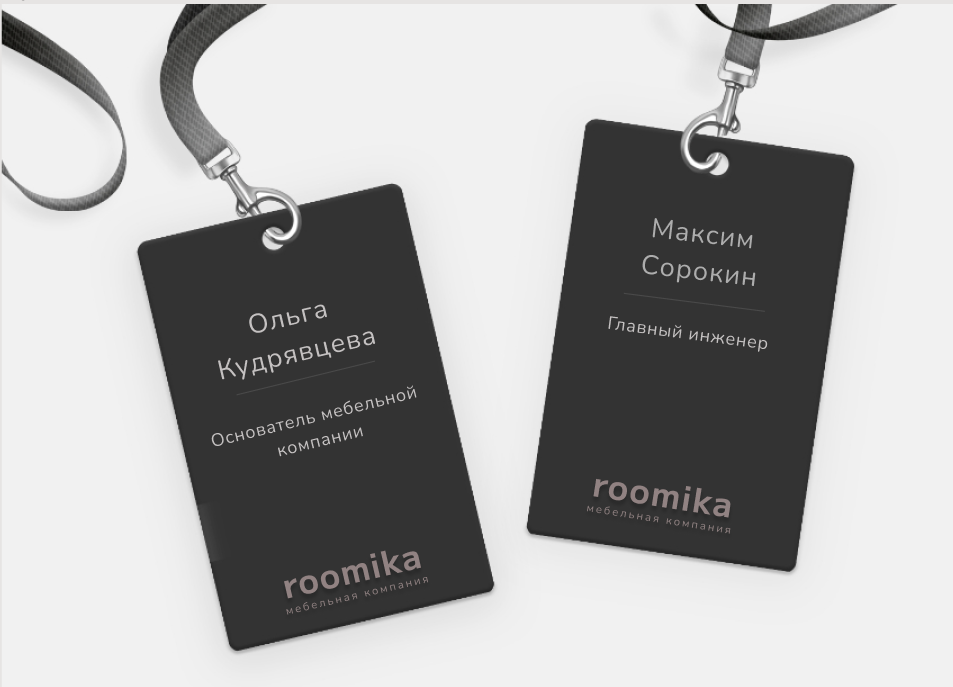 Ольга
Кудрявцева
Основатель мебельной
компании
roomika
мебельная компания
Максим
Сорокин
Главный инженер
roomika
мебельная компания